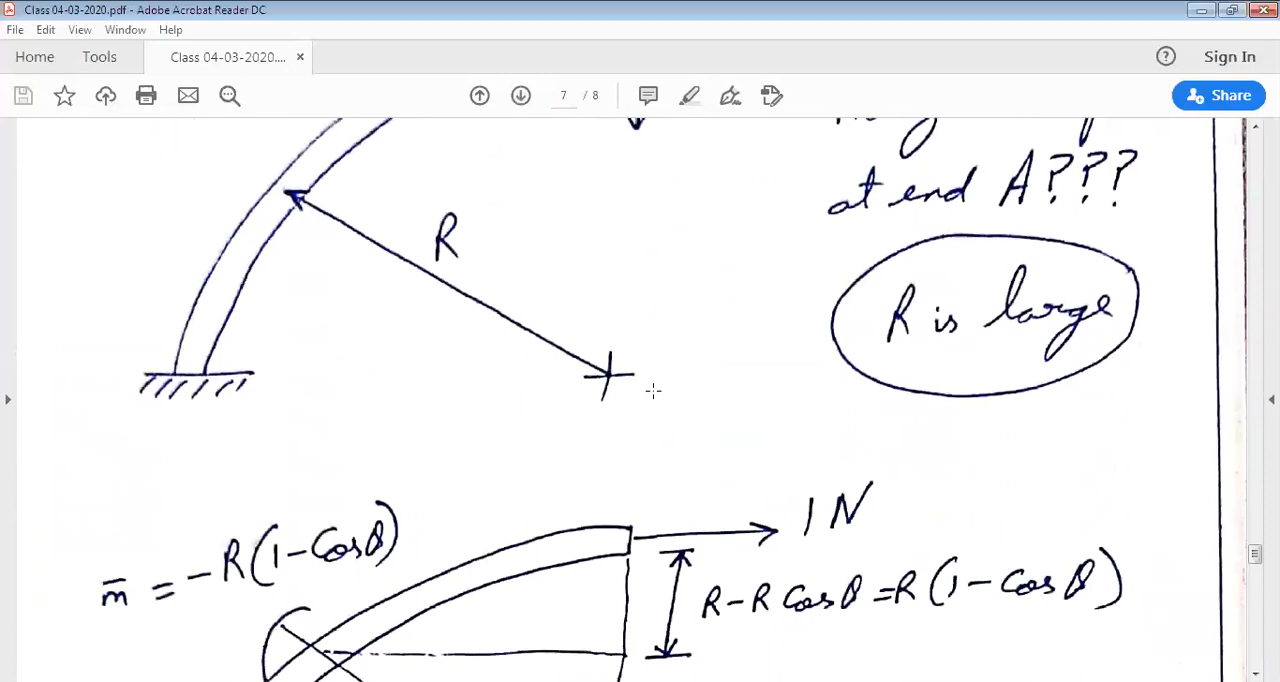 Class 04-03-2020.pdf - Adobe Acrobat Reader DC
File Edit View Window Help
Home Tools Class 04-03-2020.... × ? Sign In
7 / 8 Share
at end A???
R
R is large
1 N
m̄ = -R(1-Cosθ)
R-R Cosθ = R(1-Cosθ)